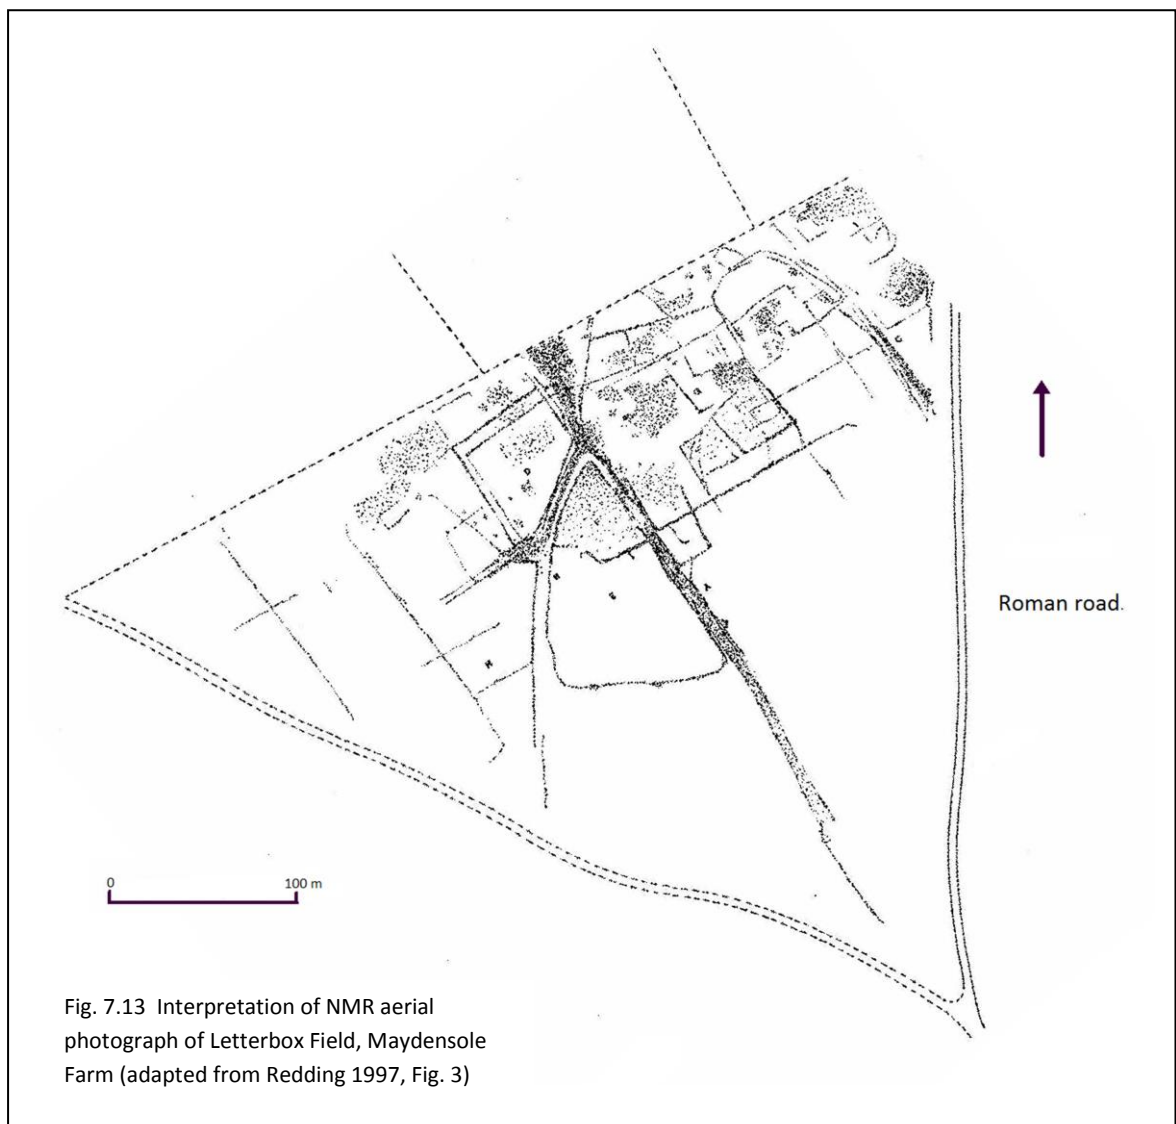 Roman road.
D
G
A
E
H
0 100 m
Fig. 7.13 Interpretation of NMR aerial
photograph of Letterbox Field, Maydensole
Farm (adapted from Redding 1997, Fig. 3)